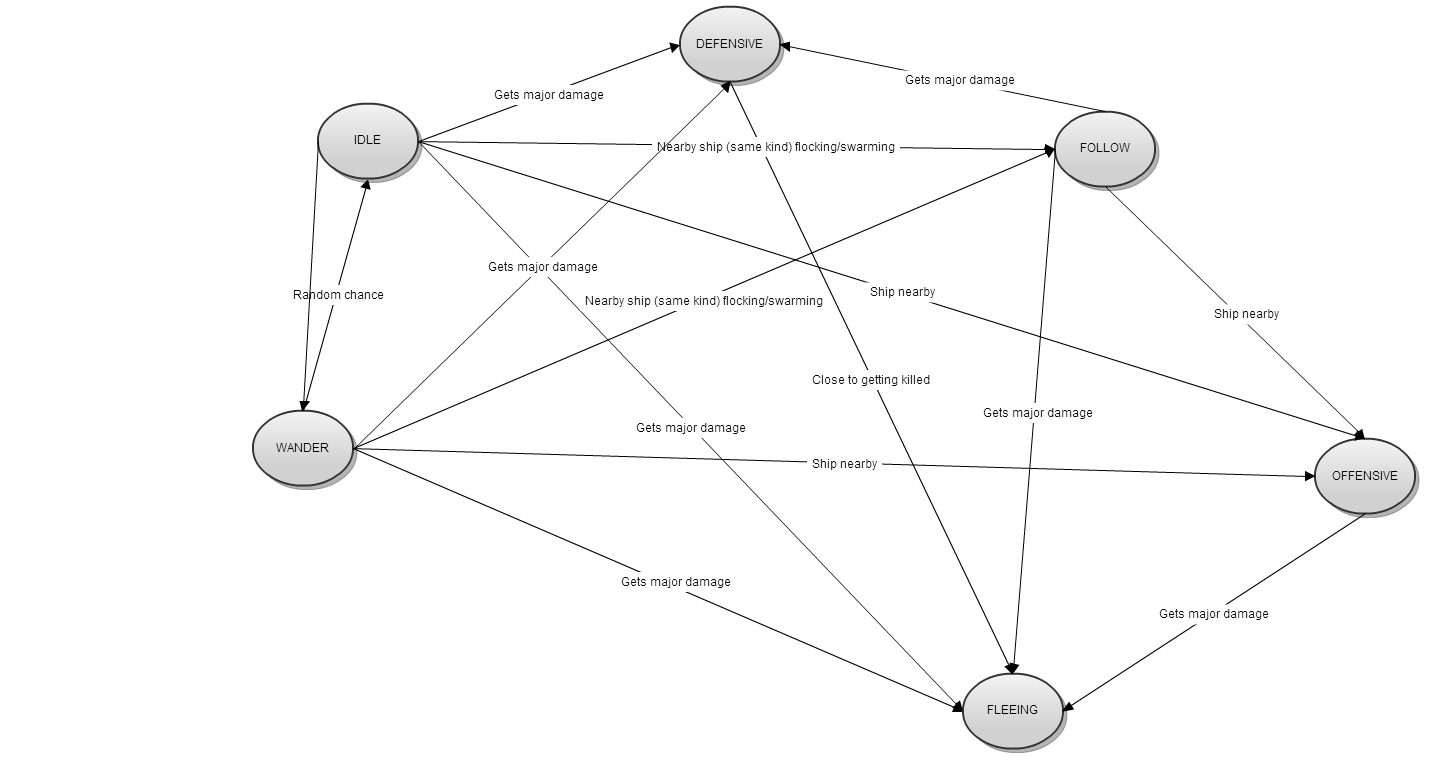 DEFENSIVE
Gets major damage
Gets major damage
IDLE
Nearby ship (same kind) flocking/swarming
FOLLOW
Gets major damage
Ship nearby
Random chance
Nearby ship (same kind) flocking/swarming
Ship nearby
Close to getting killed
Gets major damage
Gets major damage
WANDER
Ship nearby
OFFENSIVE
Gets major damage
Gets major damage
FLEEING